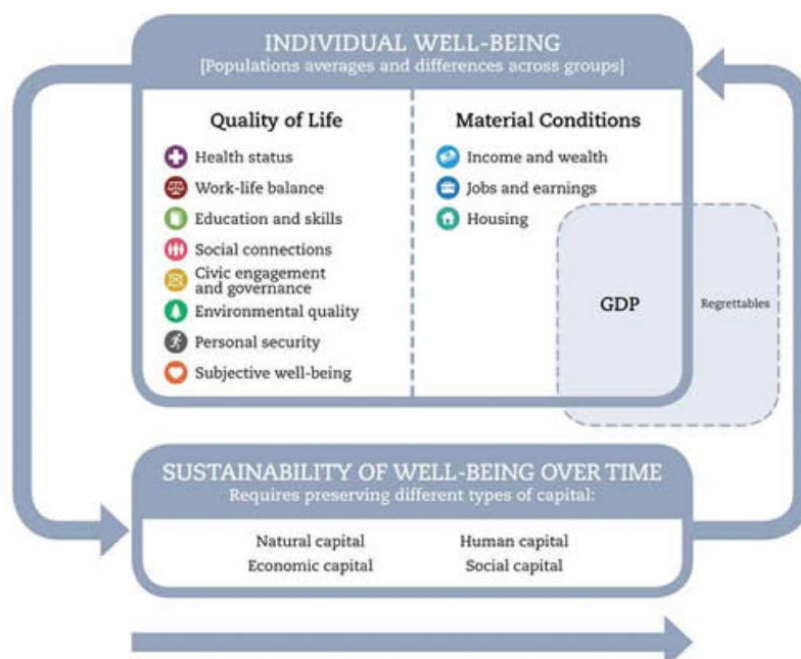 INDIVIDUAL WELL-BEING
[Populations averages and differences across groups]
Quality of Life
Health status
Work-life balance
Education and skills
Social connections
Civic engagement
and governance
Environmental quality
Personal security
Subjective well-being
Material Conditions
Income and wealth
Jobs and earnings
Housing
GDP
Regrettables
SUSTAINABILITY OF WELL-BEING OVER TIME
Requires preserving different types of capital:
Natural capital
Human capital
Economic capital
Social capital